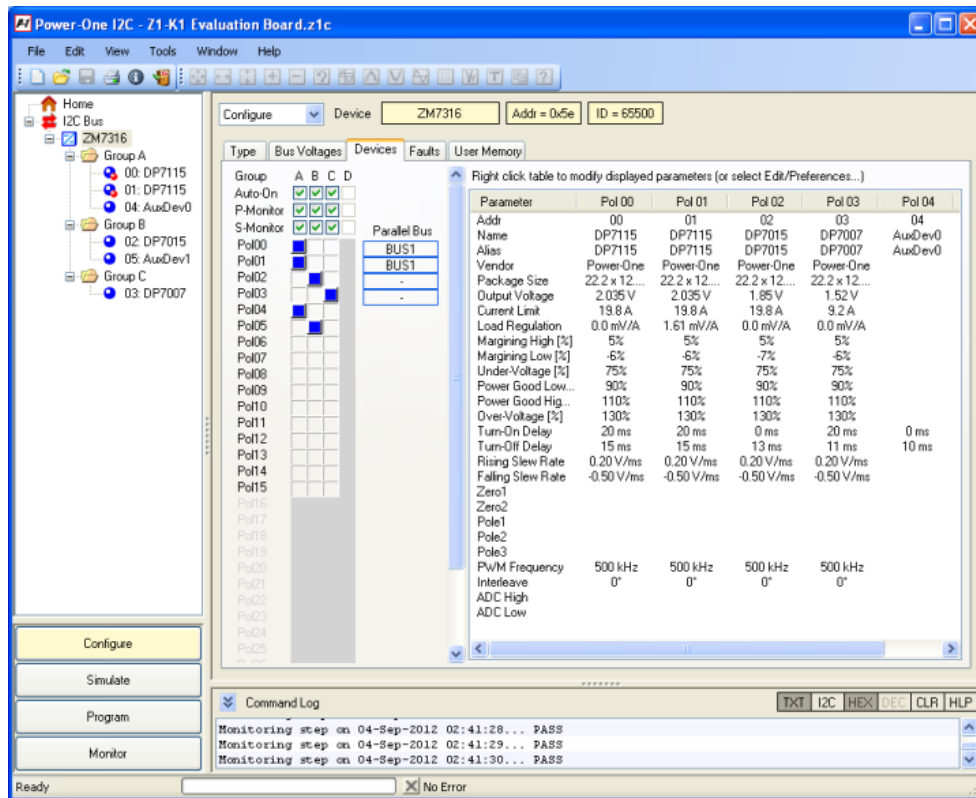 Power-One I2C - Z1-K1 Evaluation Board.z1c
File Edit View Tools Window Help
Home
I2C Bus
ZM7316
Group A
00: DP7115
01: DP7115
04: AuxDev0
Group B
02: DP7015
05: AuxDev1
Group C
03: DP7007
Configure
Simulate
Program
Monitor
Configure Device ZM7316 Addr = 0x5e ID = 65500
Type Bus Voltages Devices Faults User Memory
Group A B C D
Auto-On
P-Monitor
S-Monitor Parallel Bus
Pol00 BUS1
Pol01 BUS1
Pol02 -
Pol03 -
Pol04
Pol05
Pol06
Pol07
Pol08
Pol09
Pol10
Pol11
Pol12
Pol13
Pol14
Pol15
Pol16
Pol17
Pol18
Pol19
Pol20
Pol21
Pol22
Pol23
Pol24
Pol25
Right click table to modify displayed parameters (or select Edit/Preferences...)
Parameter Pol 00 Pol 01 Pol 02 Pol 03 Pol 04
Addr 00 01 02 03 04
Name DP7115 DP7115 DP7015 DP7007 AuxDev0
Alias DP7115 DP7115 DP7015 DP7007 AuxDev0
Vendor Power-One Power-One Power-One Power-One
Package Size 22.2 x 12.... 22.2 x 12.... 22.2 x 12.... 22.2 x 12....
Output Voltage 2.035 V 2.035 V 1.85 V 1.52 V
Current Limit 19.8 A 19.8 A 19.8 A 9.2 A
Load Regulation 0.0 mV/A 1.61 mV/A 0.0 mV/A 0.0 mV/A
Margining High [%] 5% 5% 5% 5%
Margining Low [%] -6% -6% -7% -6%
Under-Voltage [%] 75% 75% 75% 75%
Power Good Low... 90% 90% 90% 90%
Power Good Hig... 110% 110% 110% 110%
Over-Voltage [%] 130% 130% 130% 130%
Turn-On Delay 20 ms 20 ms 0 ms 20 ms 0 ms
Turn-Off Delay 15 ms 15 ms 13 ms 11 ms 10 ms
Rising Slew Rate 0.20 V/ms 0.20 V/ms 0.20 V/ms 0.20 V/ms
Falling Slew Rate -0.50 V/ms -0.50 V/ms -0.50 V/ms -0.50 V/ms
Zero1
Zero2
Pole1
Pole2
Pole3
PWM Frequency 500 kHz 500 kHz 500 kHz 500 kHz
Interleave 0° 0° 0° 0°
ADC High
ADC Low
Command Log TXT I2C HEX DEC CLR HLP
Monitoring step on 04-Sep-2012 02:41:28... PASS
Monitoring step on 04-Sep-2012 02:41:29... PASS
Monitoring step on 04-Sep-2012 02:41:30... PASS
Ready No Error